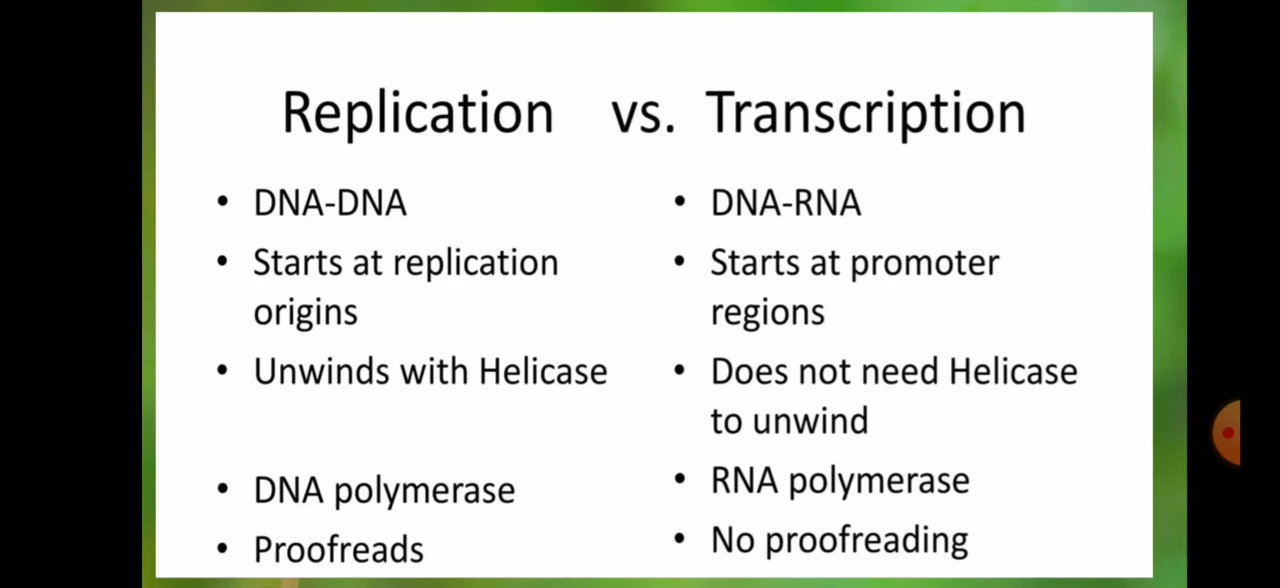 Replication vs. Transcription
• DNA-DNA
• Starts at replication
origins
• Unwinds with Helicase
• DNA polymerase
• Proofreads
• DNA-RNA
• Starts at promoter
regions
• Does not need Helicase
to unwind
• RNA polymerase
• No proofreading